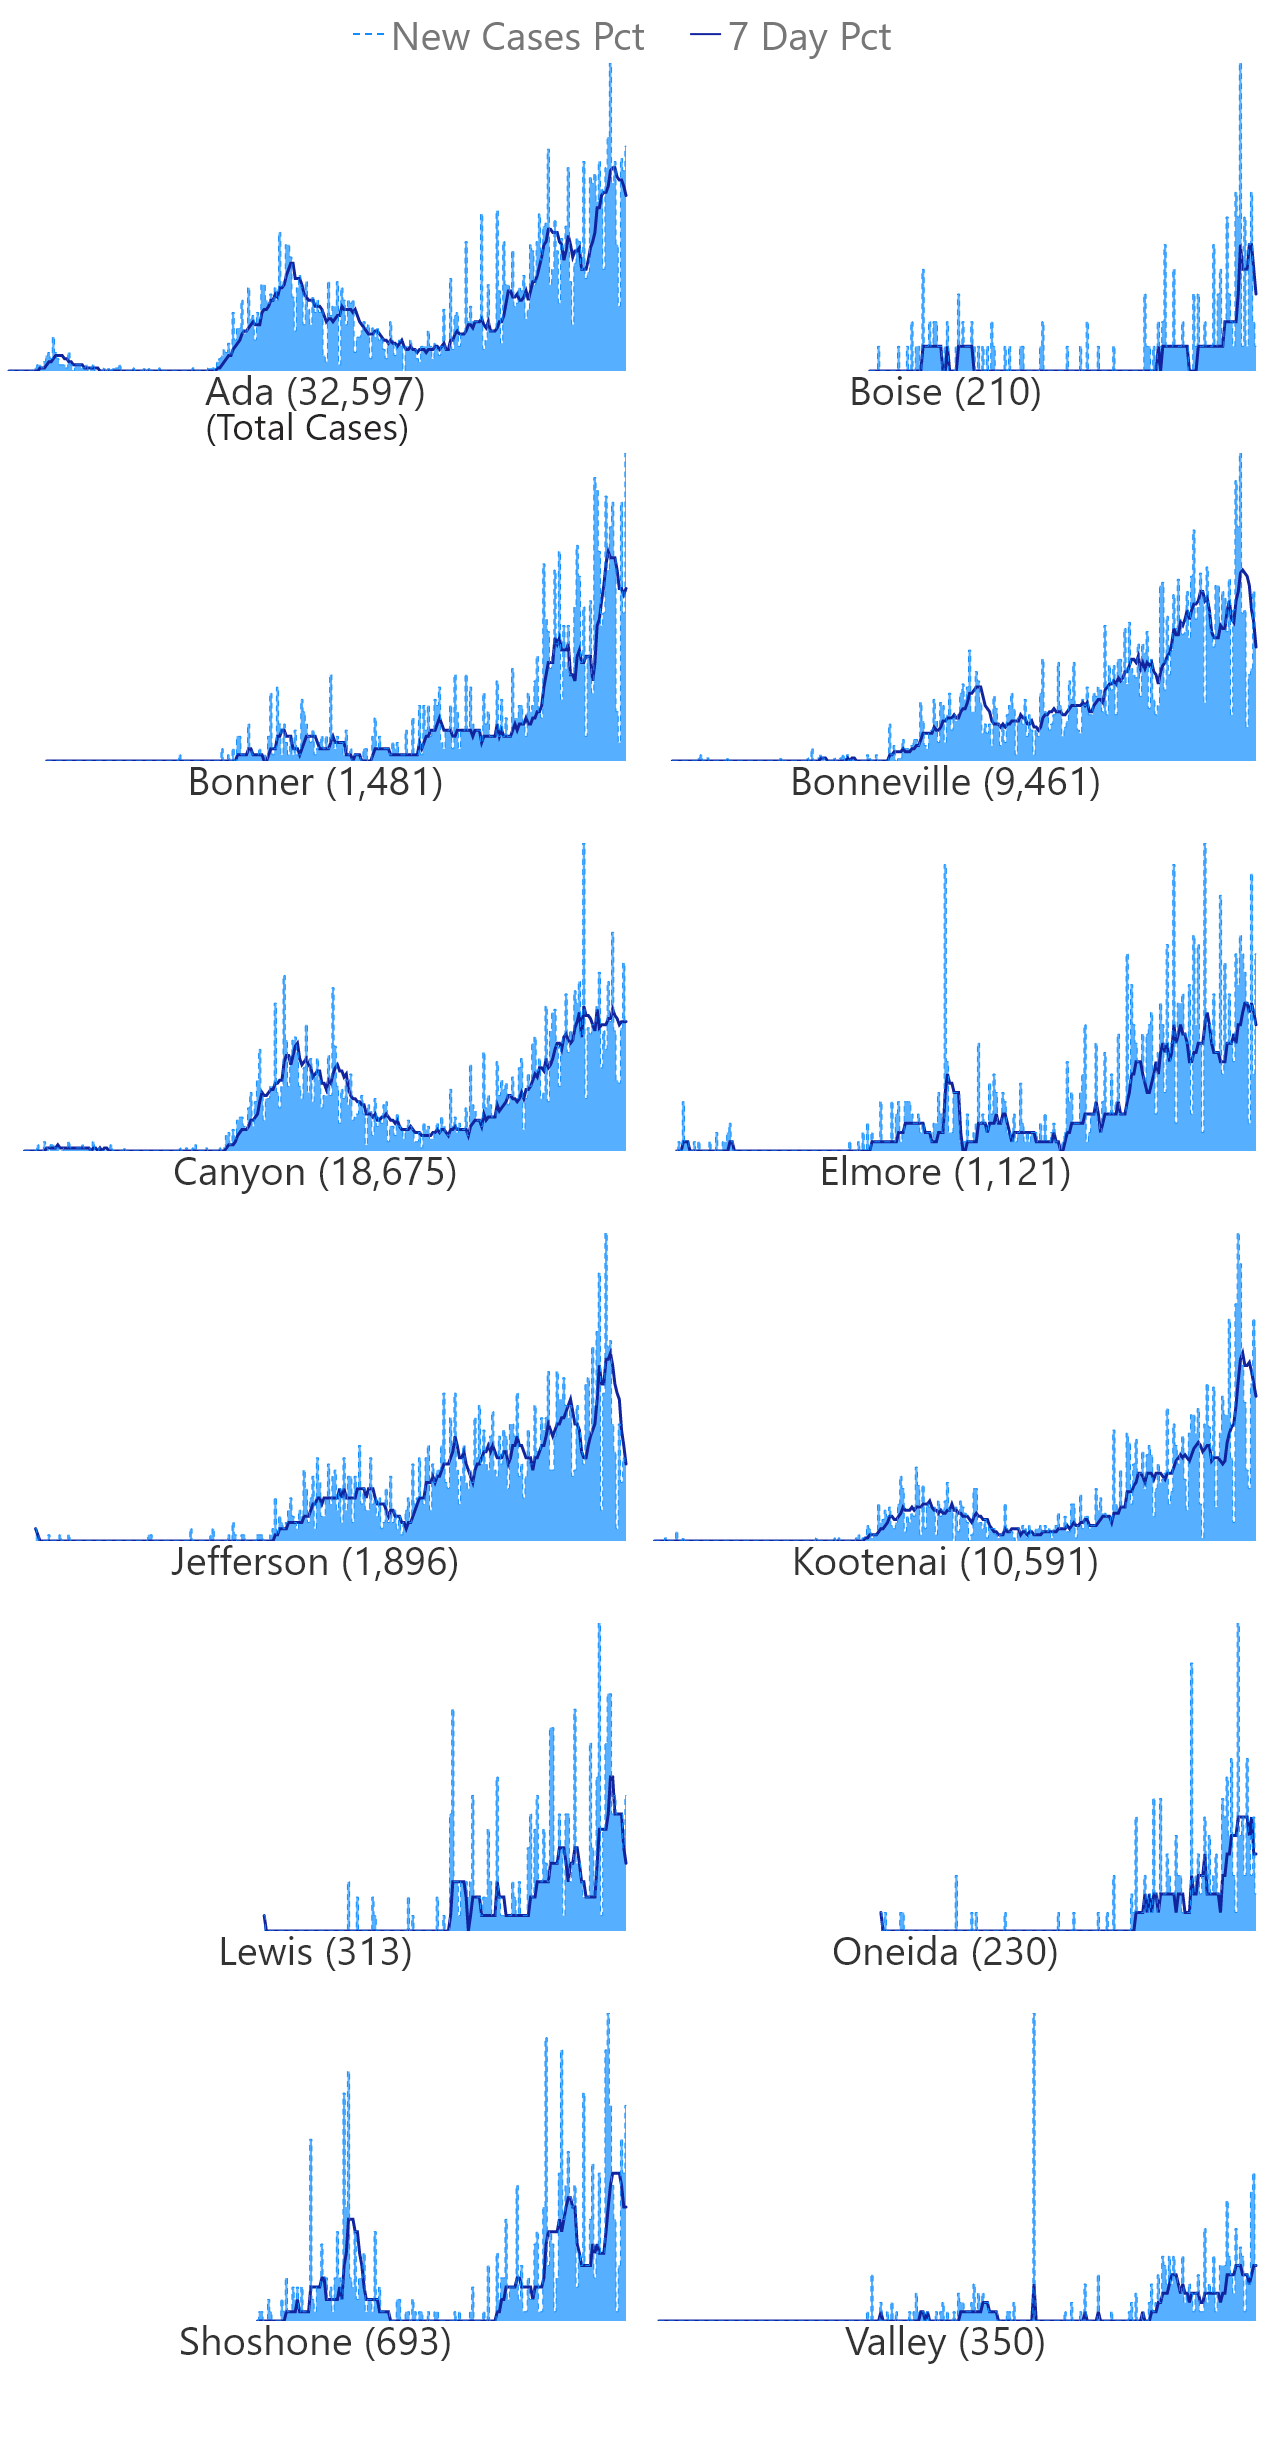 New Cases Pct 7 Day Pct
Ada (32,597) Boise (210)
(Total Cases)
Bonner (1,481) Bonneville (9,461)
Canyon (18,675) Elmore (1,121)
Jefferson (1,896) Kootenai (10,591)
Lewis (313) Oneida (230)
Shoshone (693) Valley (350)